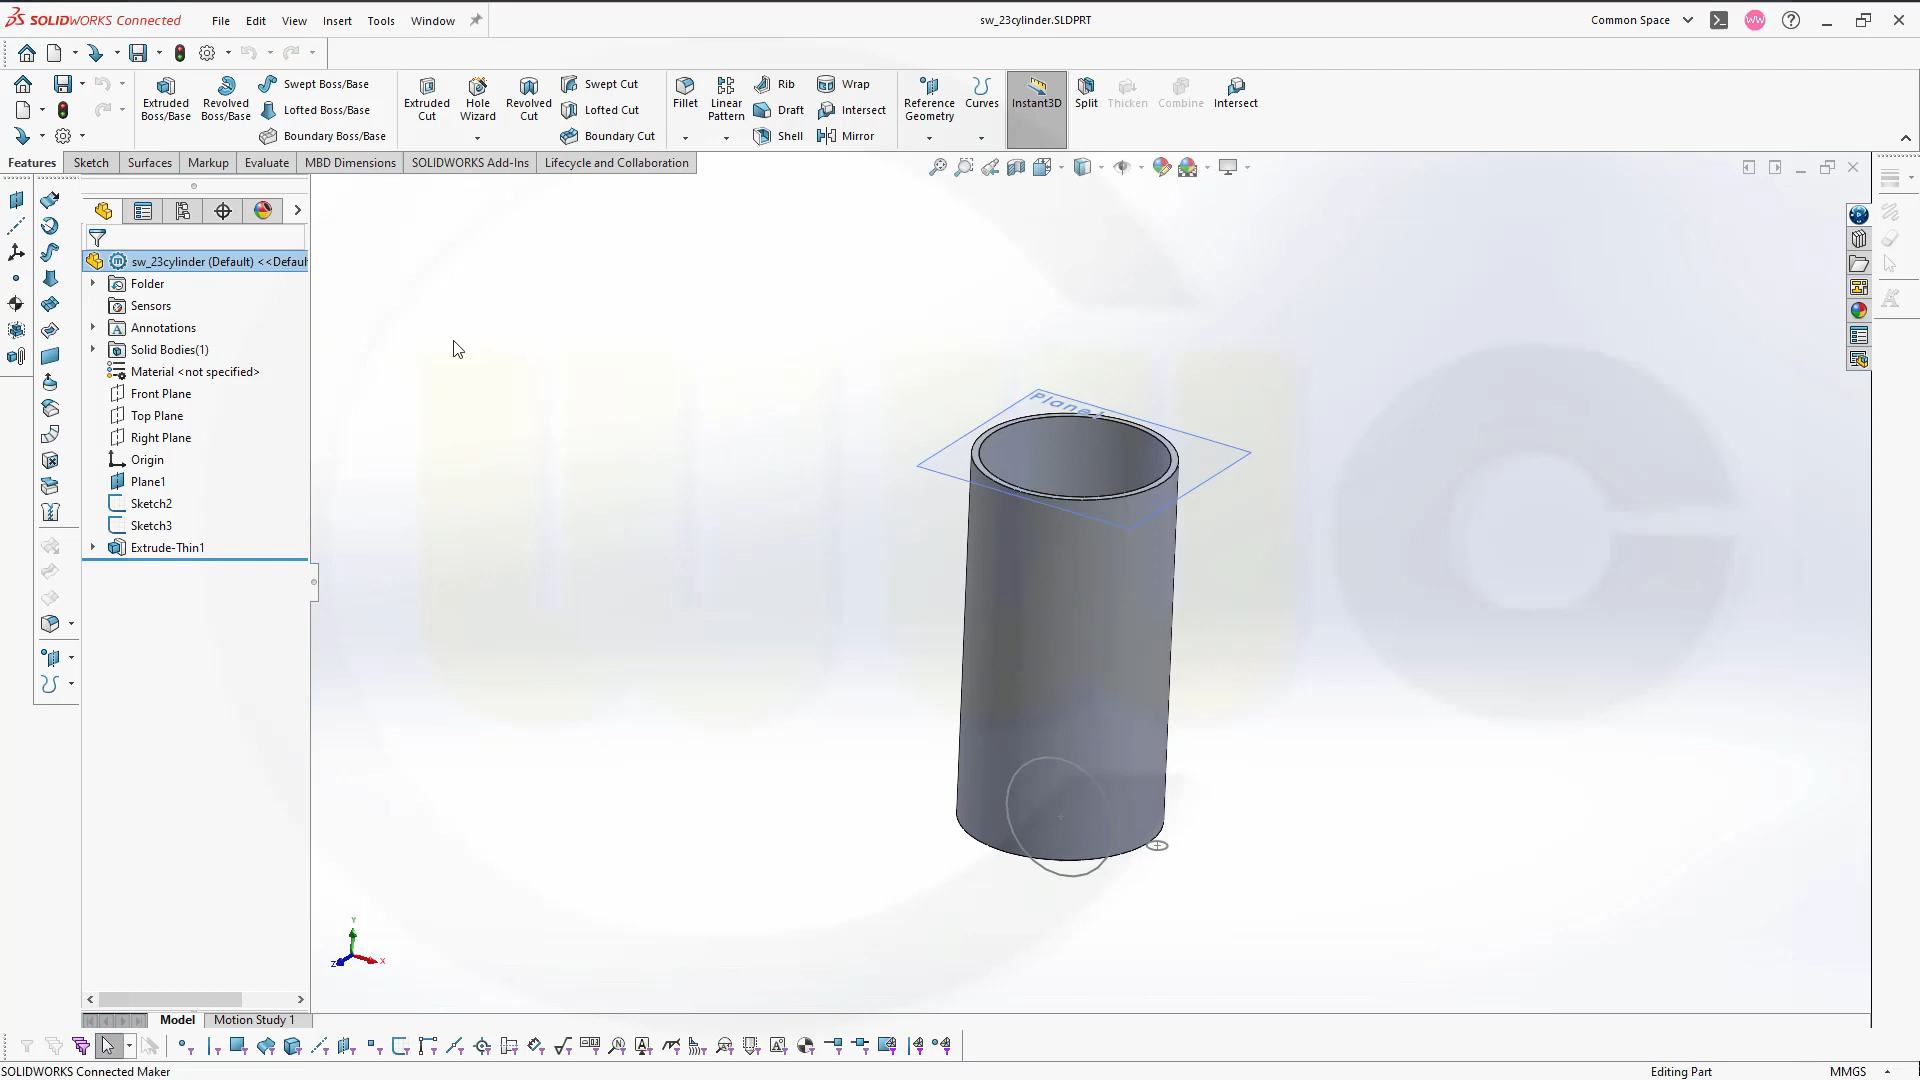 SOLIDWORKS Connected
File Edit View Insert Tools Window
sw_23cylinder.SLDPRT
Common Space
WW
Extruded Boss/Base
Revolved Boss/Base
Swept Boss/Base
Lofted Boss/Base
Boundary Boss/Base
Extruded Cut
Hole Wizard
Revolved Cut
Swept Cut
Lofted Cut
Boundary Cut
Fillet
Linear Pattern
Rib
Draft
Shell
Wrap
Intersect
Mirror
Reference Geometry
Curves
Instant3D
Split
Thicken
Combine
Intersect
Features Sketch Surfaces Markup Evaluate MBD Dimensions SOLIDWORKS Add-Ins Lifecycle and Collaboration
sw_23cylinder (Default) <<Defaul
Folder
Sensors
Annotations
Solid Bodies(1)
Material <not specified>
Front Plane
Top Plane
Right Plane
Origin
Plane1
Sketch2
Sketch3
Extrude-Thin1
Plane1
Y
Z
X
Model Motion Study 1
SOLIDWORKS Connected Maker
Editing Part
MMGS